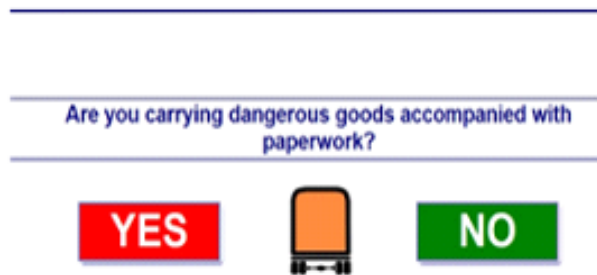 Are you carrying dangerous goods accompanied with
paperwork?
YES
NO